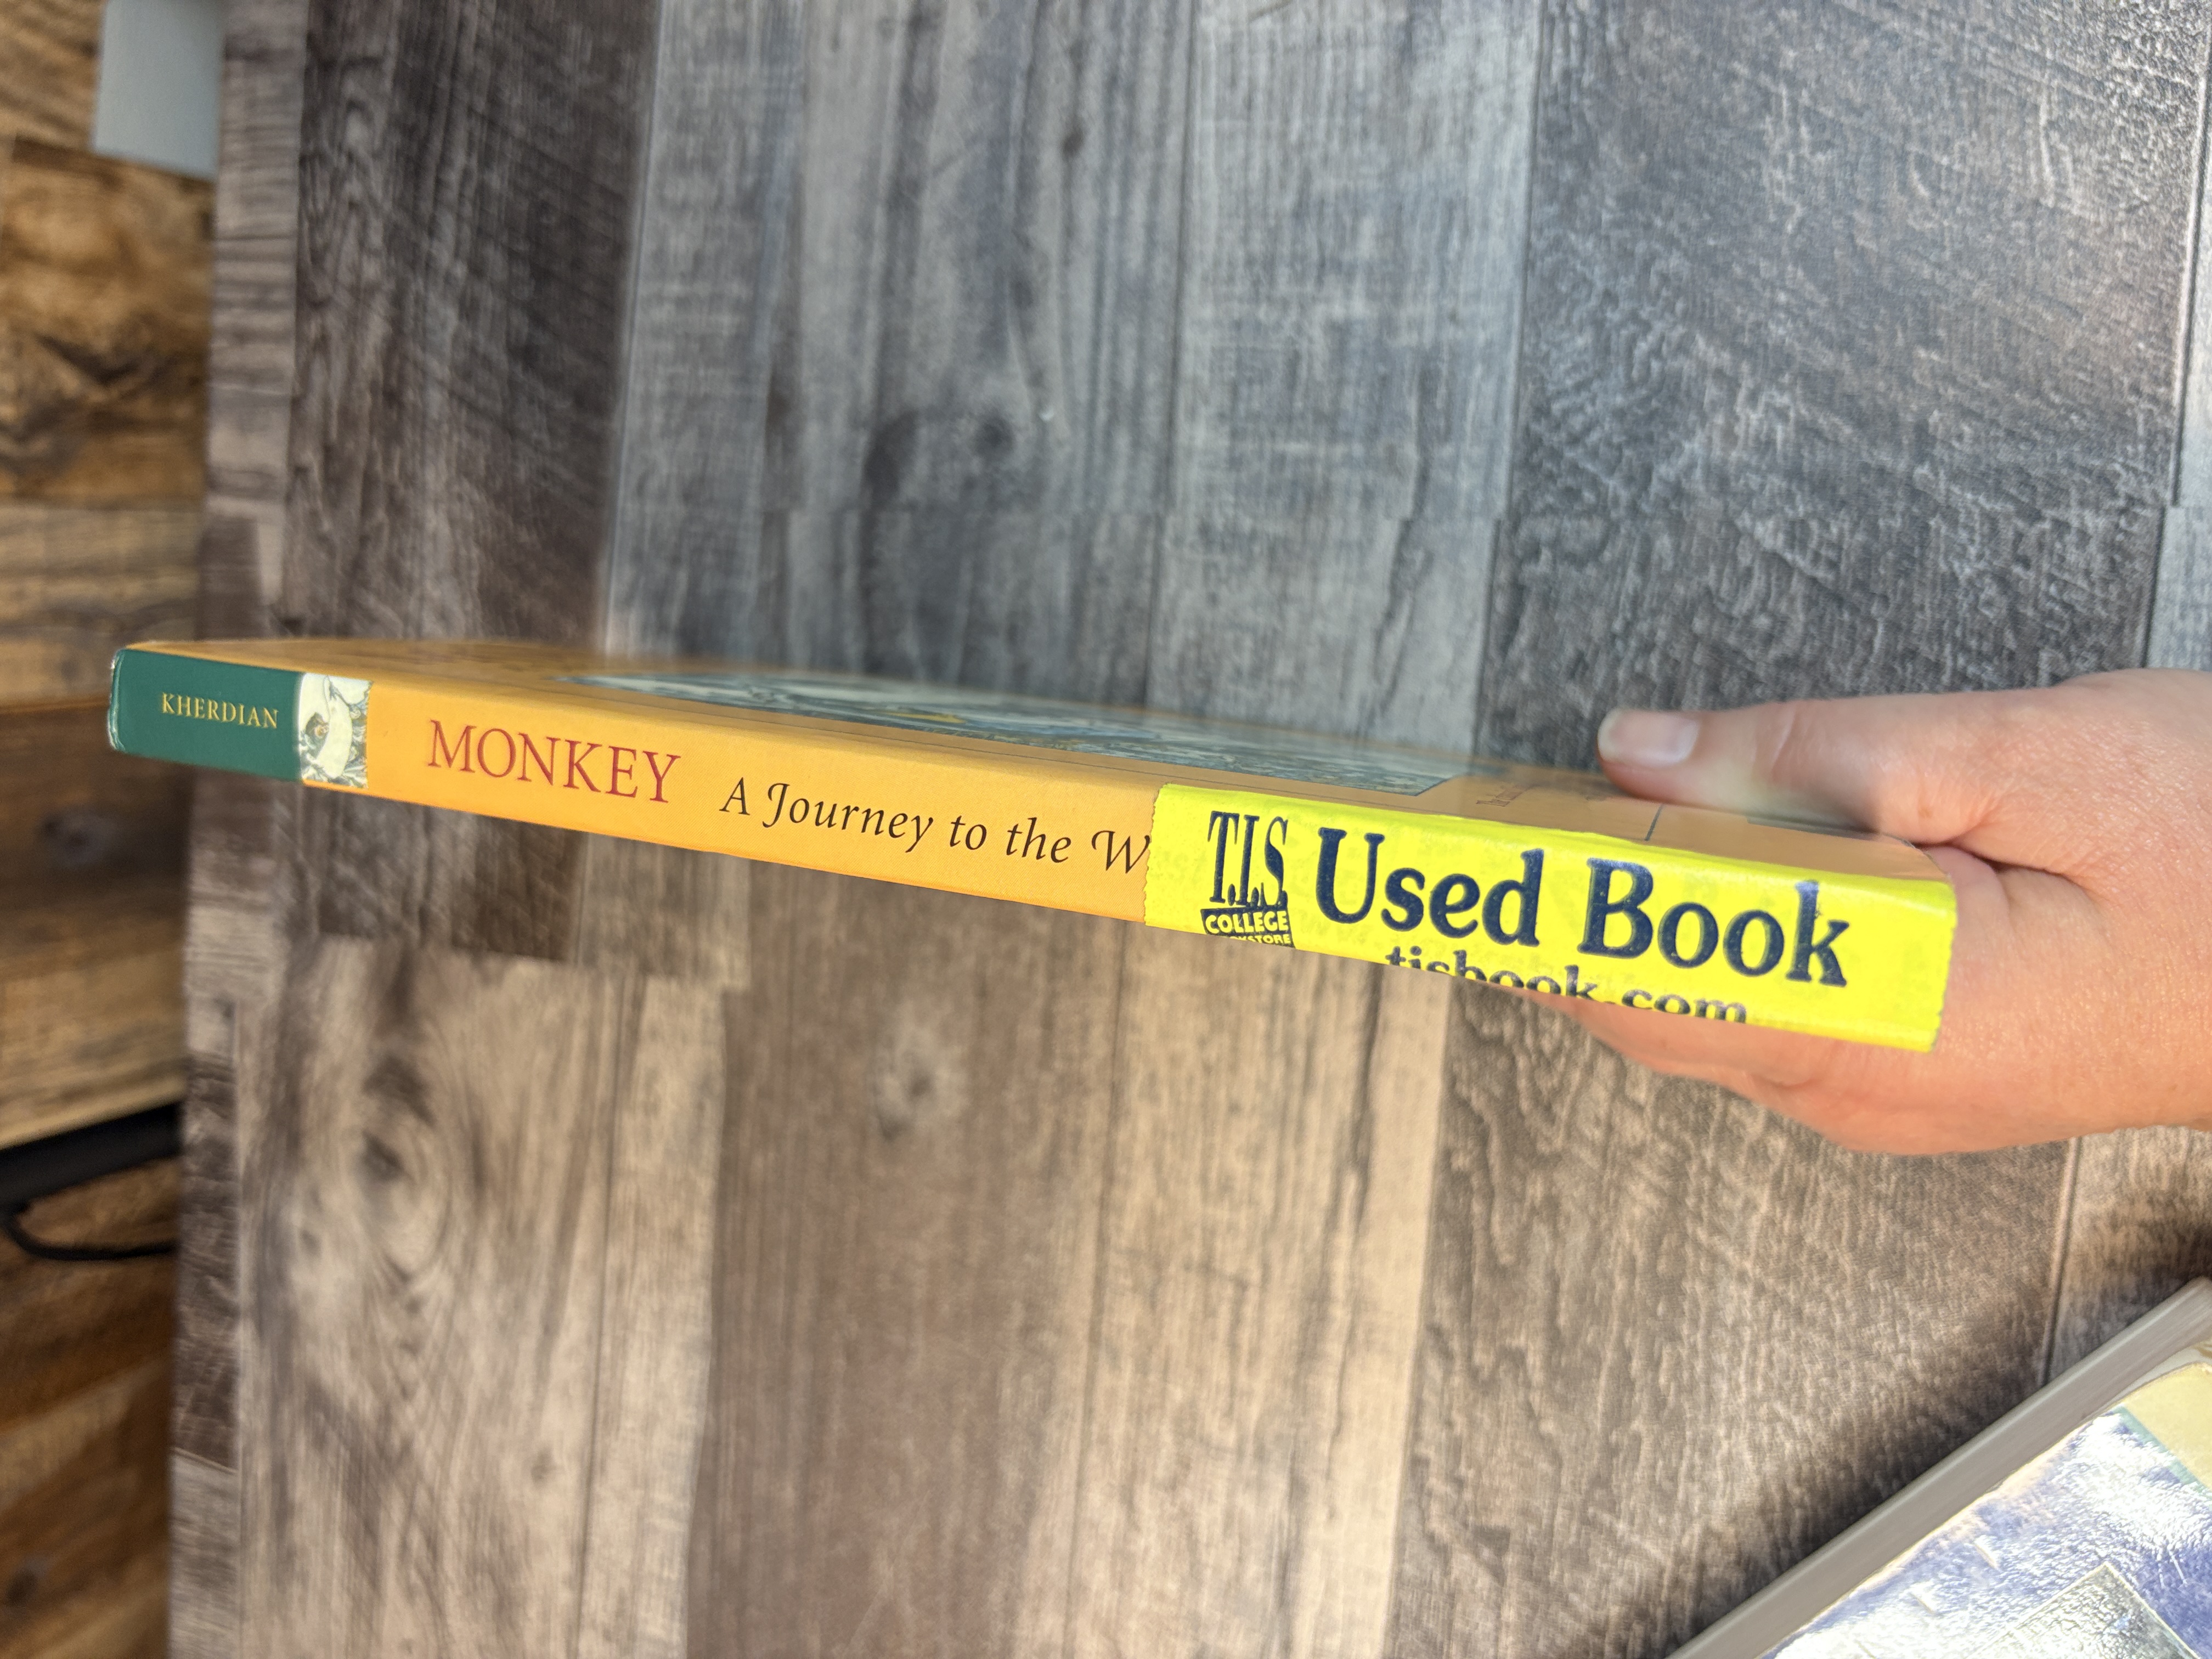 KHERDIAN
MONKEY A Journey to the W
T.I.S. Used Book
COLLEGE
tisbook.com